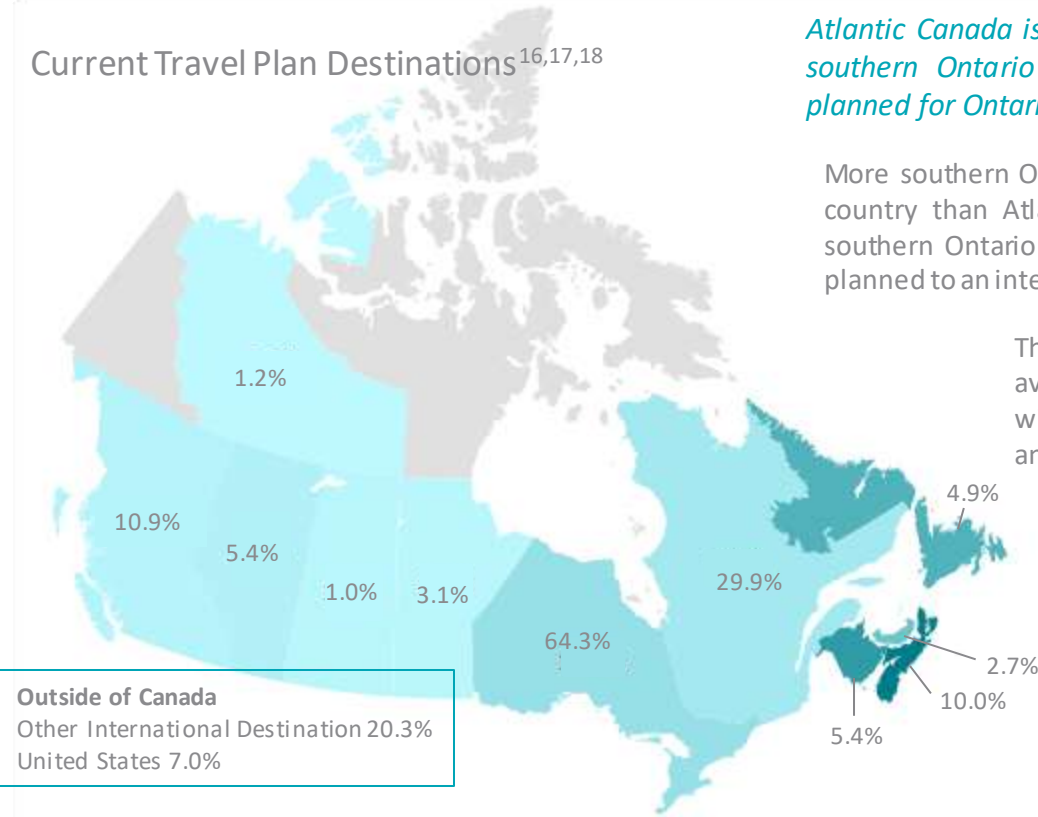 Current Travel Plan Destinations16,17,18
Atlantic Canada is
southern Ontario
planned for Ontari
More southern O
country than Atla
southern Ontario
planned to an inte
Th
av
w
an
1.2%
4.9%
10.9%
5.4%
1.0%
3.1%
29.9%
64.3%
2.7%
10.0%
5.4%
Outside of Canada
Other International Destination 20.3%
United States 7.0%